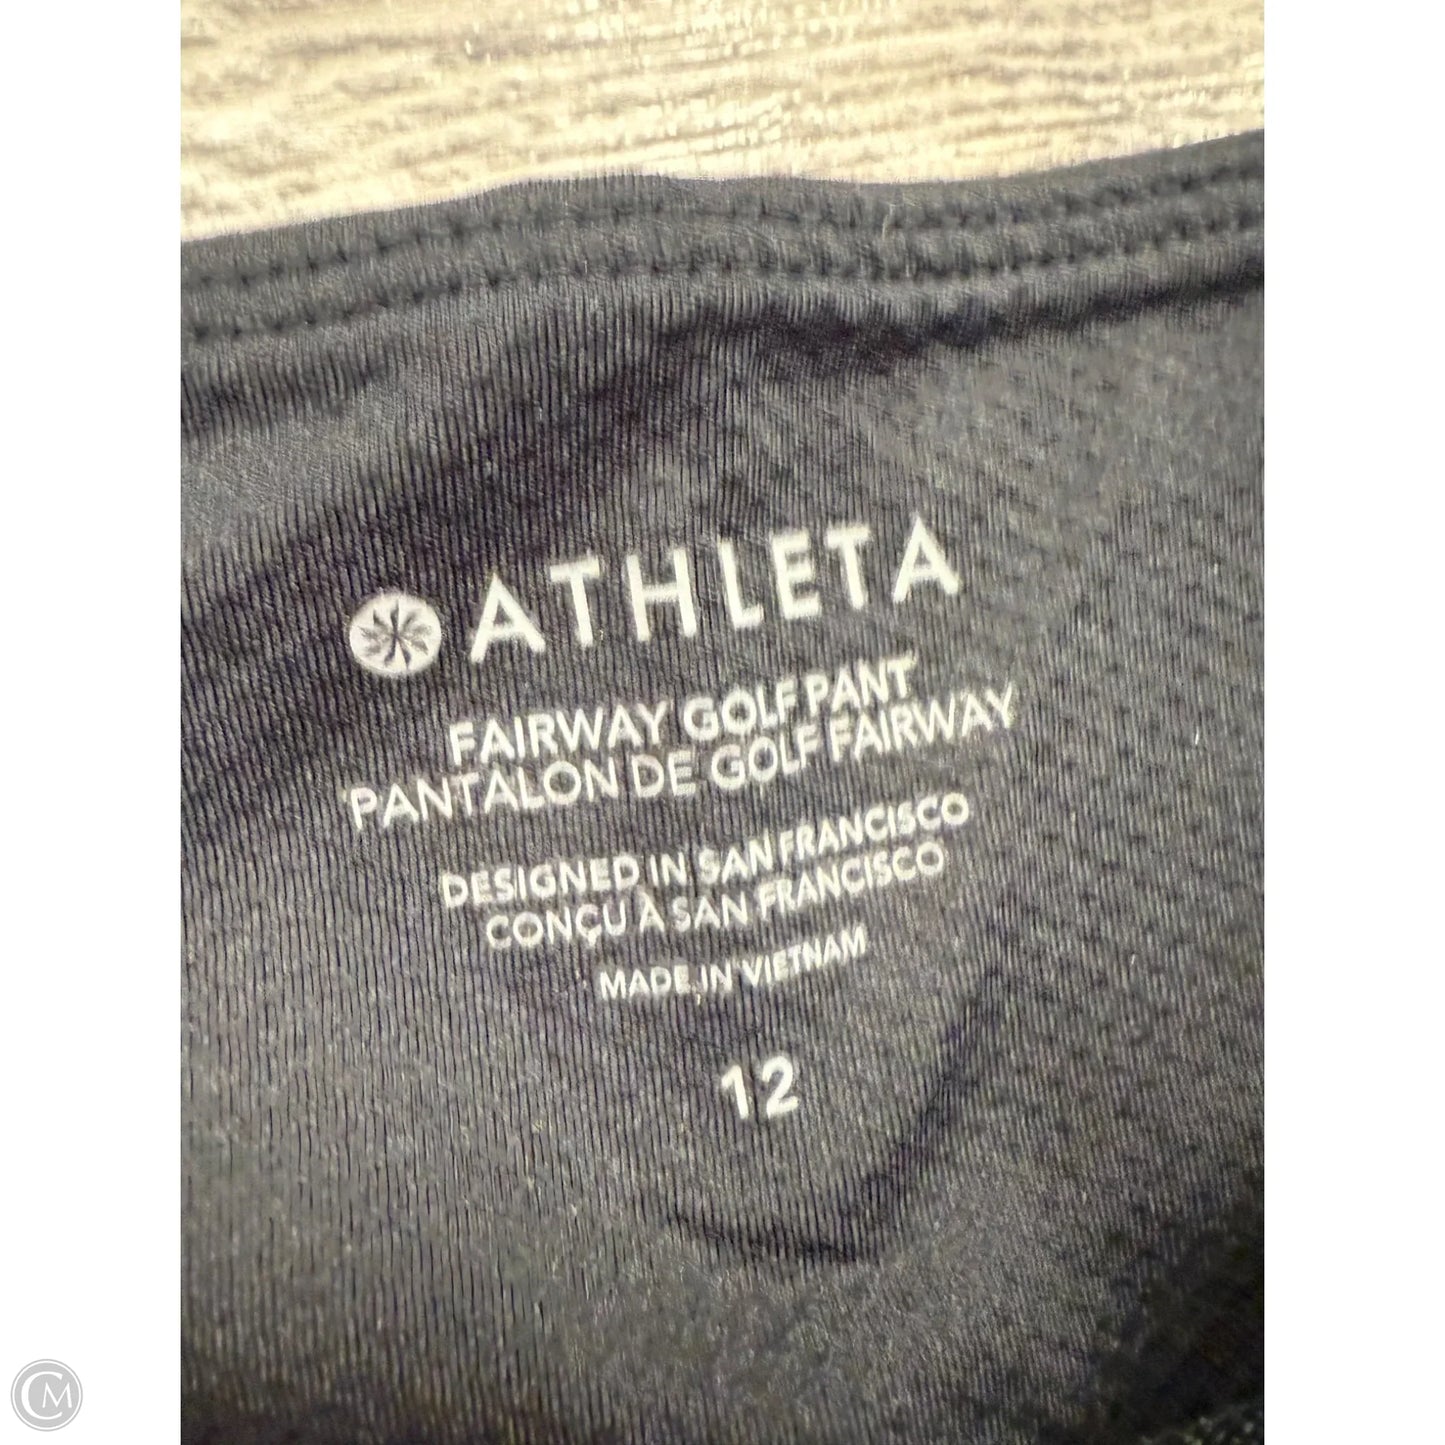 ATHLETA
FAIRWAY GOLF PANT
PANTALON DE GOLF FAIRWAY
DESIGNED IN SAN FRANCISCO
CONÇU À SAN FRANCISCO
MADE IN VIETNAM
12
CM